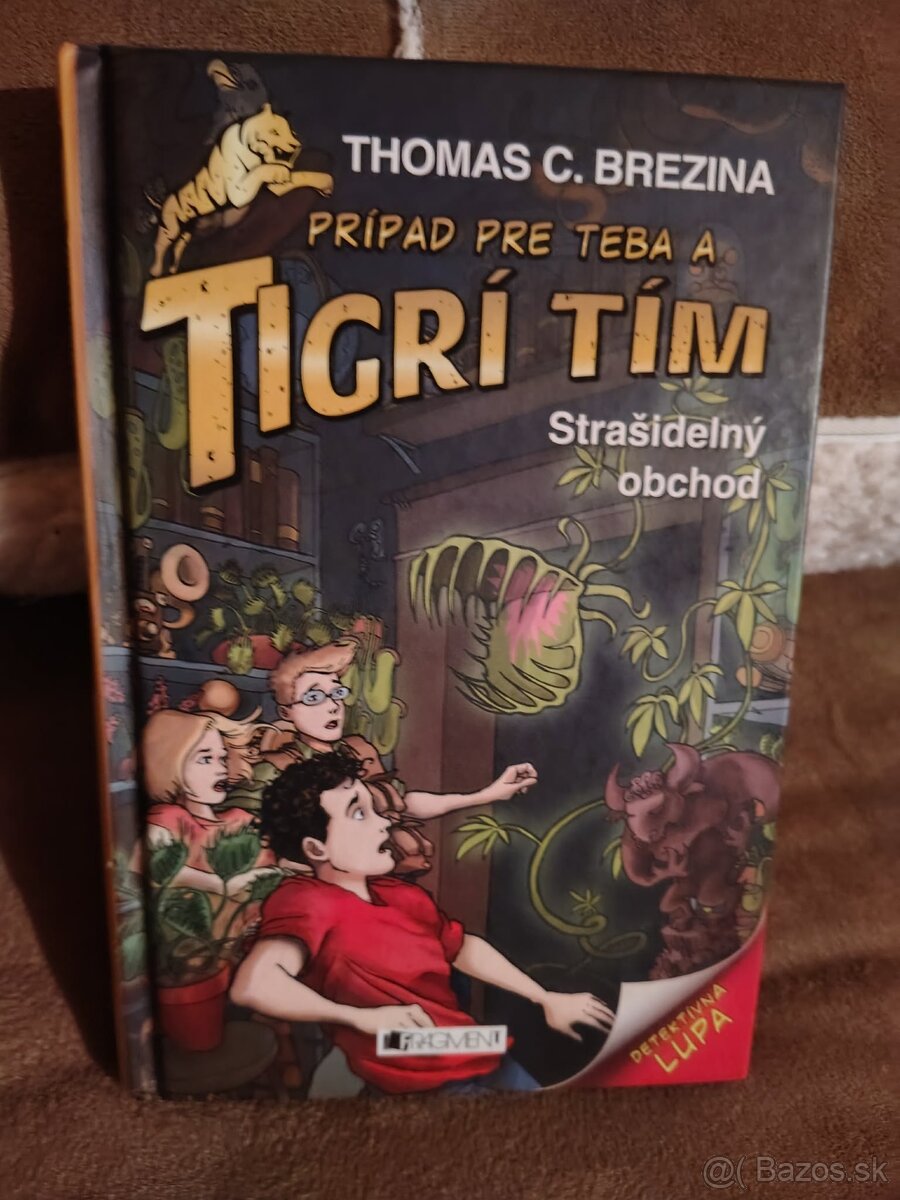 THOMAS C. BREZINA
PRÍPAD PRE TEBA A
TIGRÍ TÍM
Strašidelný
obchod
DETEKTÍVNA
LUPA
FRAGMENT
@( Bazos.sk